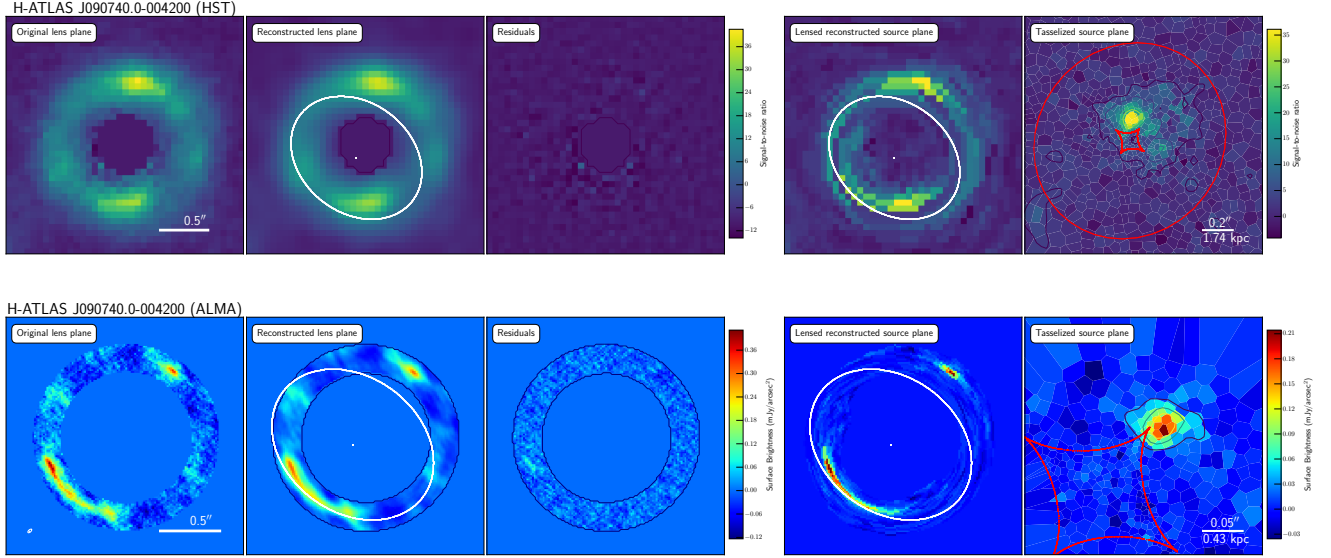 H-ATLAS J090740.0-004200 (HST)
Original lens plane
Reconstructed lens plane
Residuals
Lensed reconstructed source plane
Tasselized source plane
0.5″
36
30
24
18
12
6
0
−6
−12
Signal-to-noise ratio
0.2″
1.74 kpc
35
30
25
20
15
10
5
0
Signal-to-noise ratio
H-ATLAS J090740.0-004200 (ALMA)
Original lens plane
Reconstructed lens plane
Residuals
Lensed reconstructed source plane
Tasselized source plane
0.5″
0.36
0.30
0.24
0.18
0.12
0.06
0.00
−0.06
−0.12
Surface Brightness (mJy/arcsec²)
0.05″
0.43 kpc
0.21
0.18
0.15
0.12
0.09
0.06
0.03
0.00
−0.03
Surface Brightness (mJy/arcsec²)